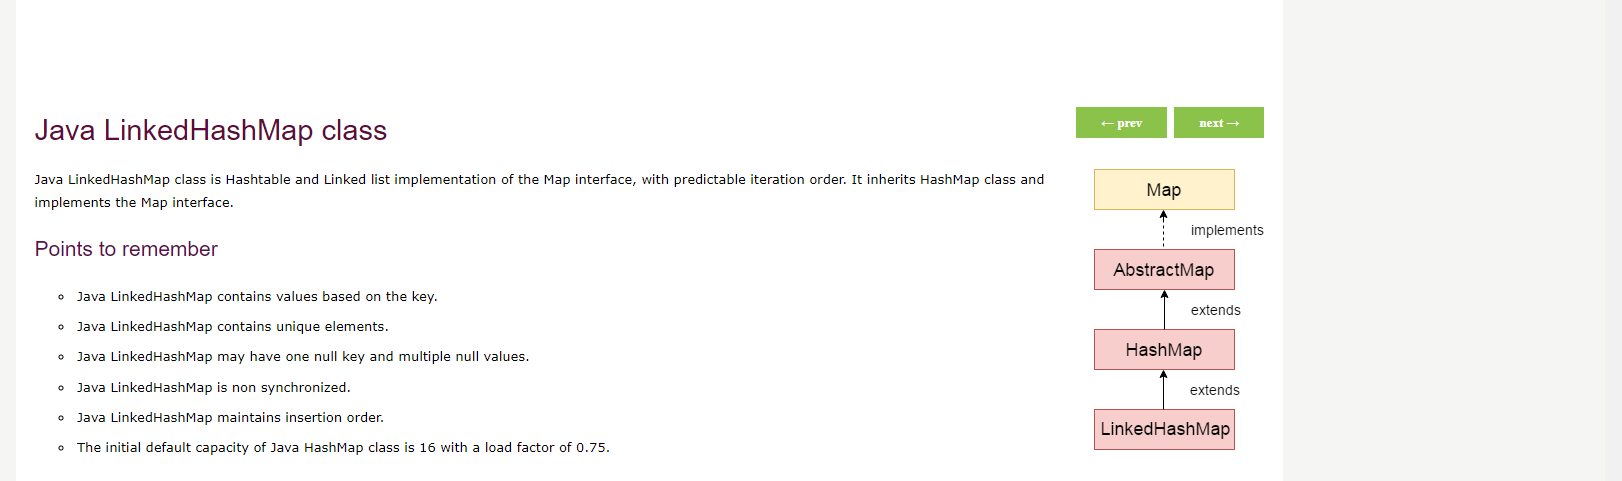 Java LinkedHashMap class
← prev
next →
Java LinkedHashMap class is Hashtable and Linked list implementation of the Map interface, with predictable iteration order. It inherits HashMap class and
implements the Map interface.
Points to remember
Java LinkedHashMap contains values based on the key.
Java LinkedHashMap contains unique elements.
Java LinkedHashMap may have one null key and multiple null values.
Java LinkedHashMap is non synchronized.
Java LinkedHashMap maintains insertion order.
The initial default capacity of Java HashMap class is 16 with a load factor of 0.75.
Map
implements
AbstractMap
extends
HashMap
extends
LinkedHashMap